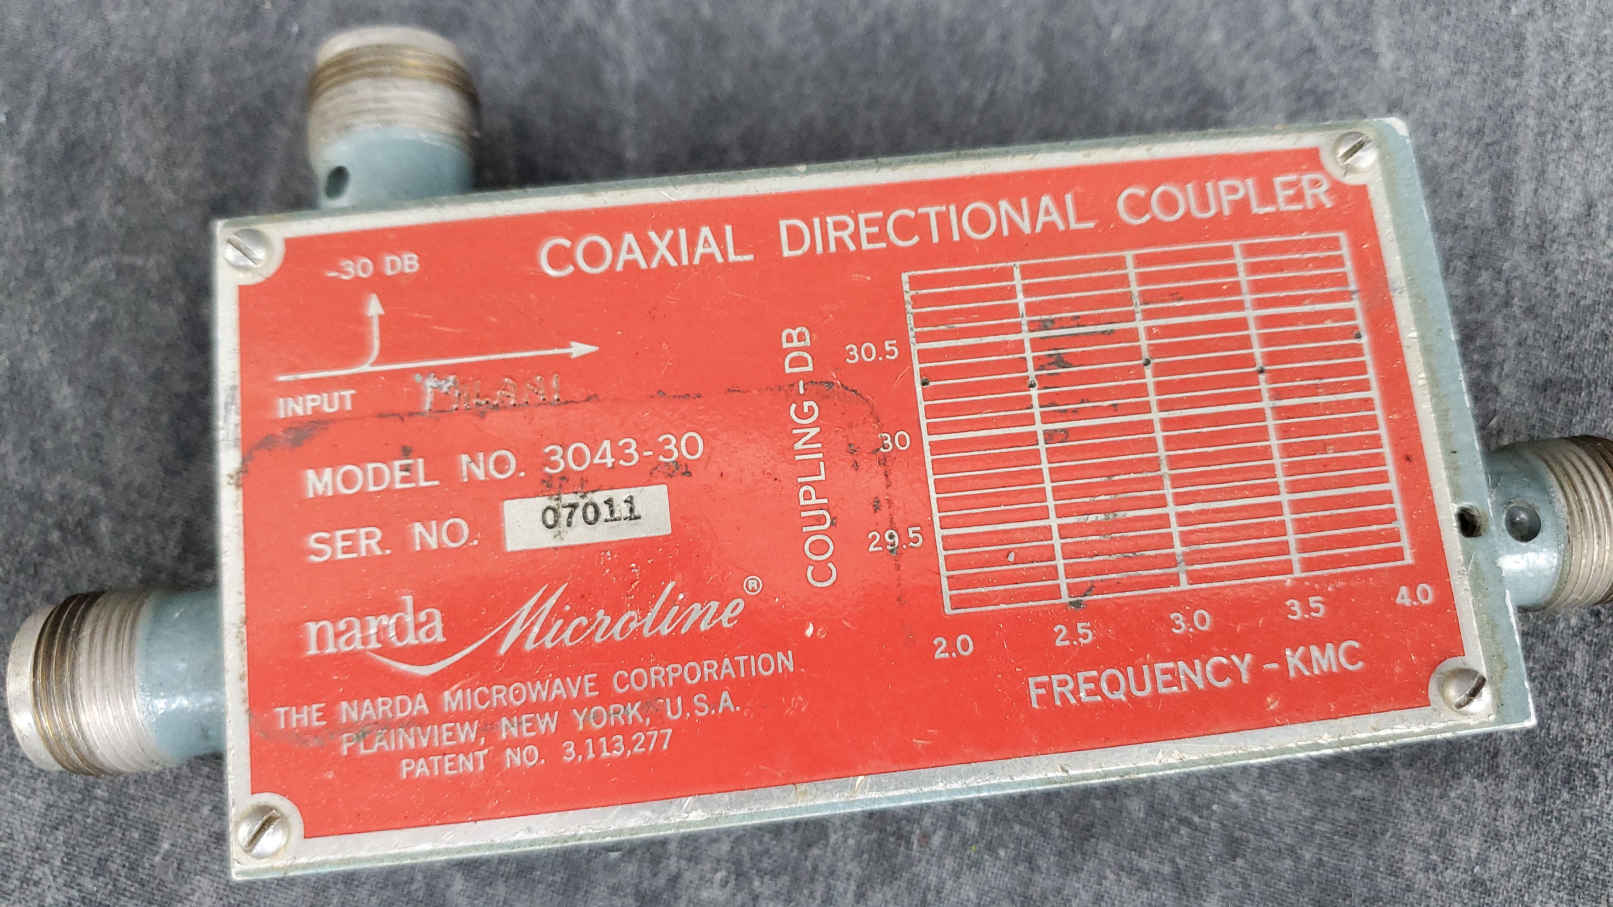 COAXIAL DIRECTIONAL COUPLER
-30 DB
INPUT
MILANI
MODEL NO. 3043-30
SER. NO. 07011
narda Microline®
THE NARDA MICROWAVE CORPORATION
PLAINVIEW, NEW YORK, U.S.A.
PATENT NO. 3,113,277
COUPLING-DB
30.5
30
29.5
2.0 2.5 3.0 3.5 4.0
FREQUENCY-KMC